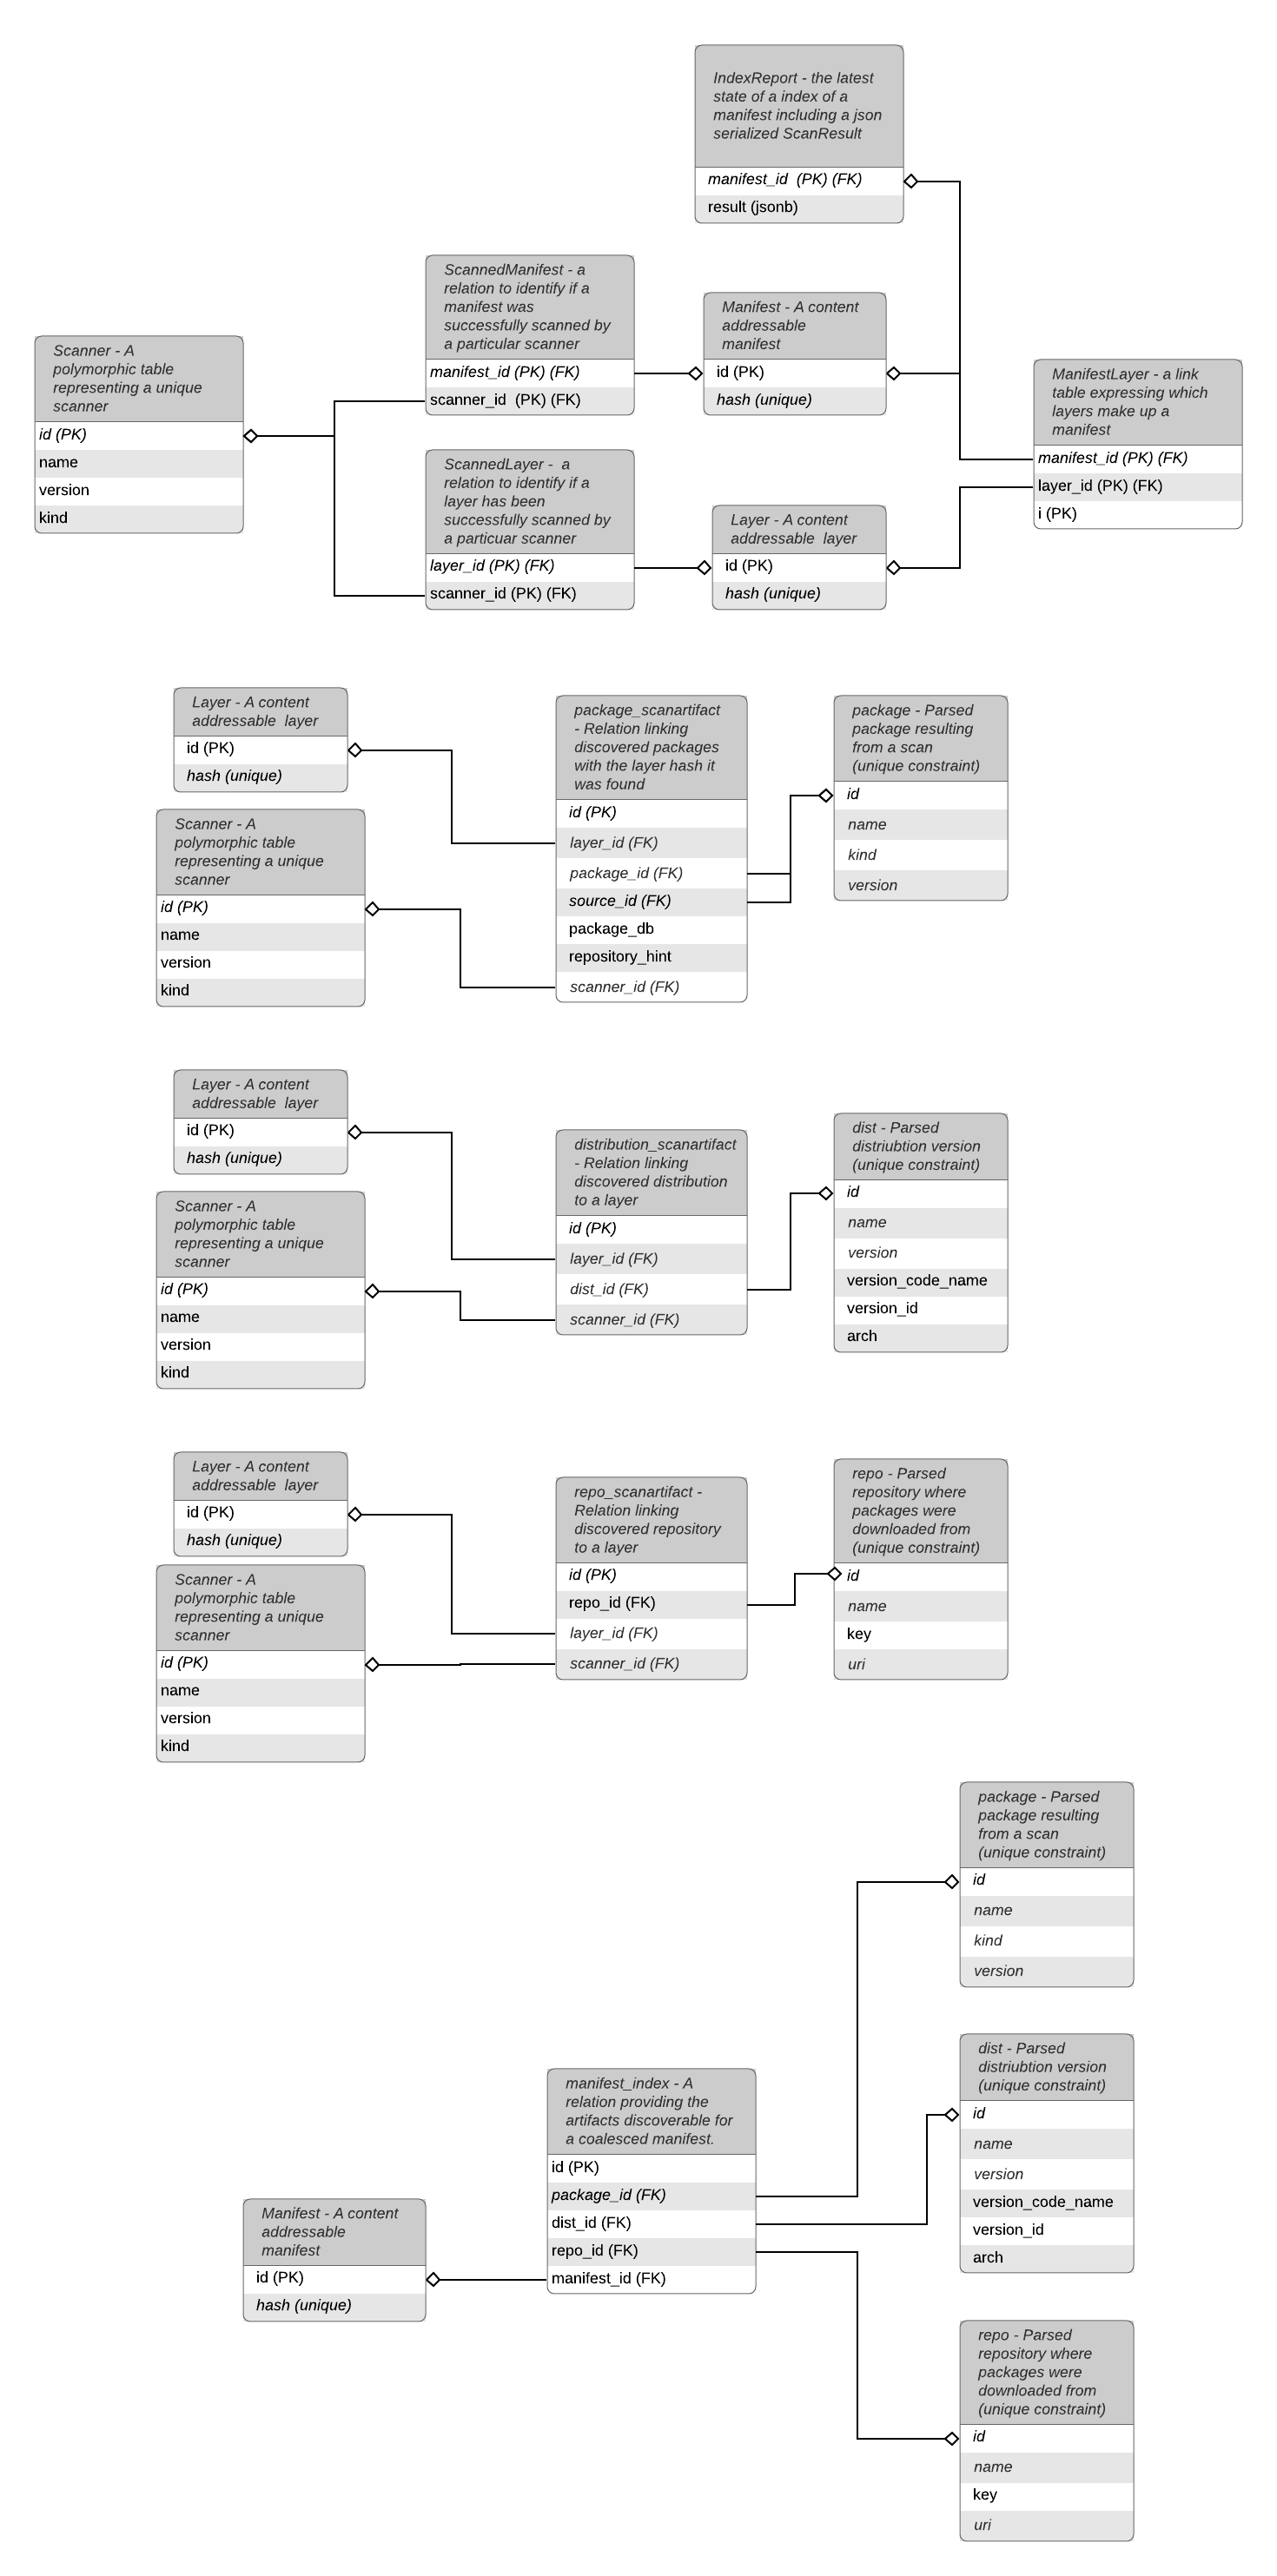 IndexReport - the latest
state of a index of a
manifest including a json
serialized ScanResult
manifest_id  (PK) (FK)
result (jsonb)
ScannedManifest - a
relation to identify if a
manifest was
successfully scanned by
a particular scanner
manifest_id (PK) (FK)
scanner_id  (PK) (FK)
Manifest - A content
addressable
manifest
id (PK)
hash (unique)
Scanner - A
polymorphic table
representing a unique
scanner
id (PK)
name
version
kind
ManifestLayer - a link
table expressing which
layers make up a
manifest
manifest_id (PK) (FK)
layer_id (PK) (FK)
i (PK)
ScannedLayer -  a
relation to identify if a
layer has been
successfully scanned by
a particuar scanner
layer_id (PK) (FK)
scanner_id (PK) (FK)
Layer - A content
addressable  layer
id (PK)
hash (unique)
Layer - A content
addressable  layer
id (PK)
hash (unique)
Scanner - A
polymorphic table
representing a unique
scanner
id (PK)
name
version
kind
package_scanartifact
- Relation linking
discovered packages
with the layer hash it
was found
id (PK)
layer_id (FK)
package_id (FK)
source_id (FK)
package_db
repository_hint
scanner_id (FK)
package - Parsed
package resulting
from a scan
(unique constraint)
id
name
kind
version
Layer - A content
addressable  layer
id (PK)
hash (unique)
Scanner - A
polymorphic table
representing a unique
scanner
id (PK)
name
version
kind
distribution_scanartifact
- Relation linking
discovered distribution
to a layer
id (PK)
layer_id (FK)
dist_id (FK)
scanner_id (FK)
dist - Parsed
distriubtion version
(unique constraint)
id
name
version
version_code_name
version_id
arch
Layer - A content
addressable  layer
id (PK)
hash (unique)
Scanner - A
polymorphic table
representing a unique
scanner
id (PK)
name
version
kind
repo_scanartifact -
Relation linking
discovered repository
to a layer
id (PK)
repo_id (FK)
layer_id (FK)
scanner_id (FK)
repo - Parsed
repository where
packages were
downloaded from
(unique constraint)
id
name
key
uri
package - Parsed
package resulting
from a scan
(unique constraint)
id
name
kind
version
manifest_index - A
relation providing the
artifacts discoverable for
a coalesced manifest.
id (PK)
package_id (FK)
dist_id (FK)
repo_id (FK)
manifest_id (FK)
dist - Parsed
distriubtion version
(unique constraint)
id
name
version
version_code_name
version_id
arch
Manifest - A content
addressable
manifest
id (PK)
hash (unique)
repo - Parsed
repository where
packages were
downloaded from
(unique constraint)
id
name
key
uri